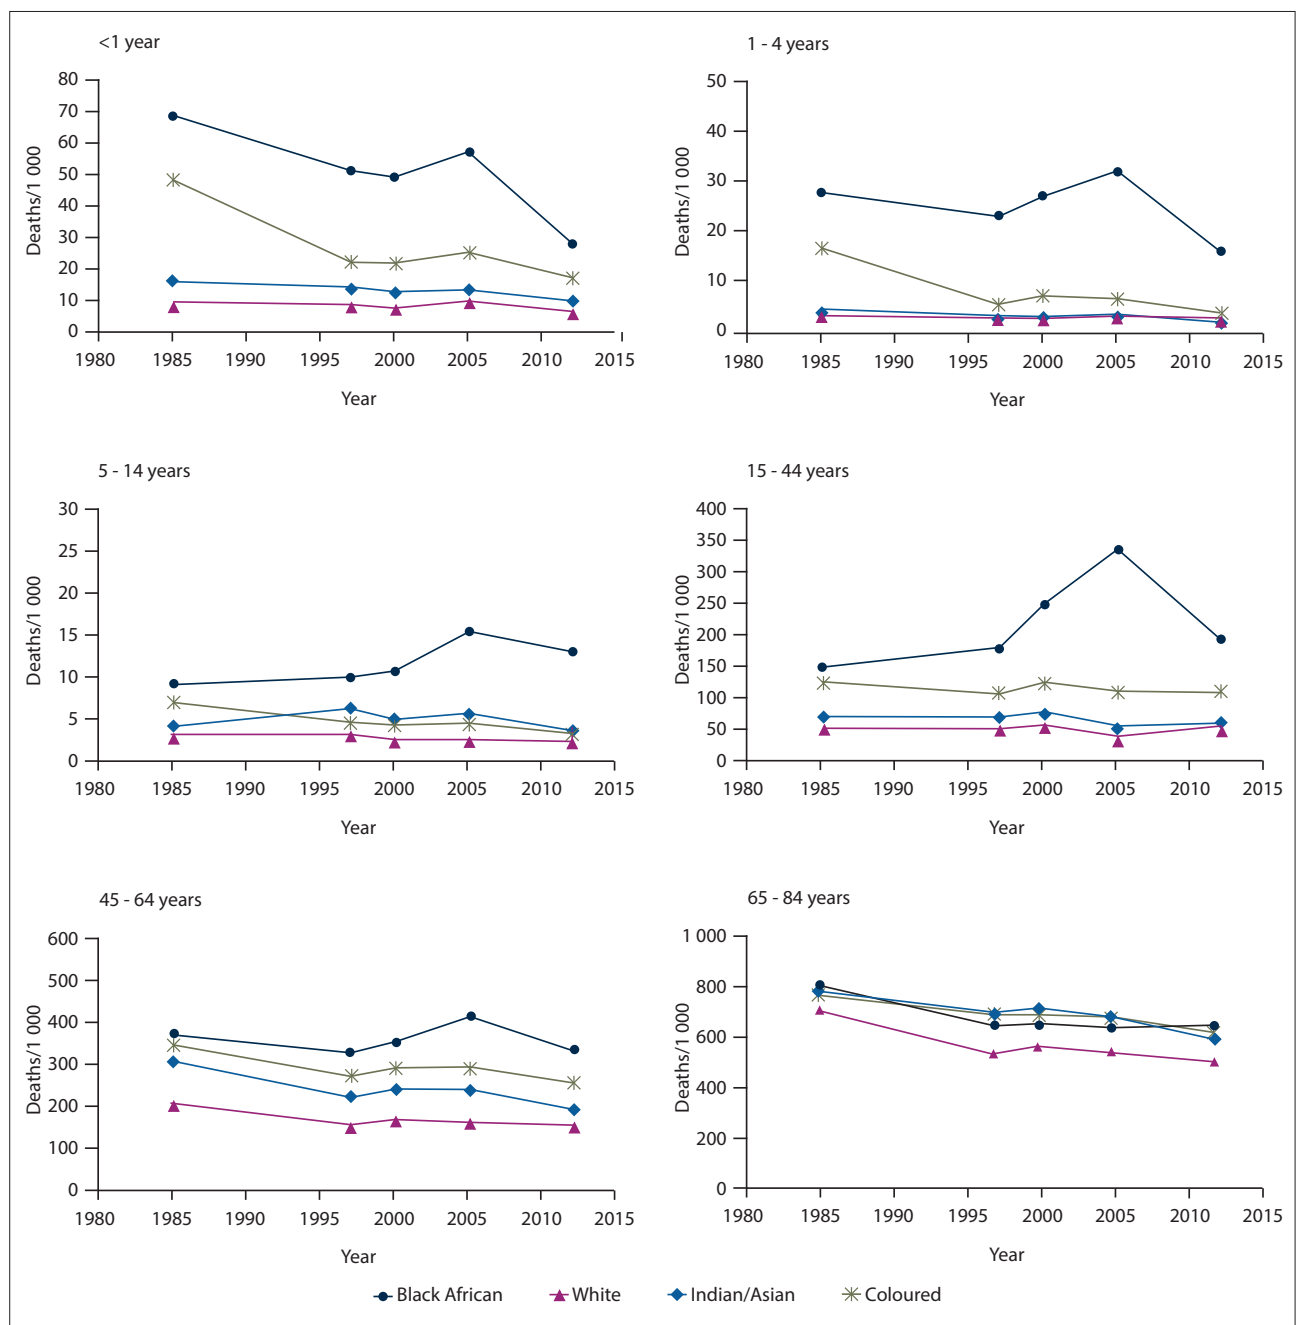 <1 year
80
70
60
50
40
30
20
10
0
Deaths/1 000
1980 1985 1990 1995 2000 2005 2010 2015
Year
1 - 4 years
50
40
30
20
10
0
Deaths/1 000
1980 1985 1990 1995 2000 2005 2010 2015
Year
5 - 14 years
30
25
20
15
10
5
0
Deaths/1 000
1980 1985 1990 1995 2000 2005 2010 2015
Year
15 - 44 years
400
350
300
250
200
150
100
50
0
Deaths/1 000
1980 1985 1990 1995 2000 2005 2010 2015
Year
45 - 64 years
600
500
400
300
200
100
0
Deaths/1 000
1980 1985 1990 1995 2000 2005 2010 2015
Year
65 - 84 years
1 000
800
600
400
200
0
Deaths/1 000
1980 1985 1990 1995 2000 2005 2010 2015
Year
Black African White Indian/Asian Coloured